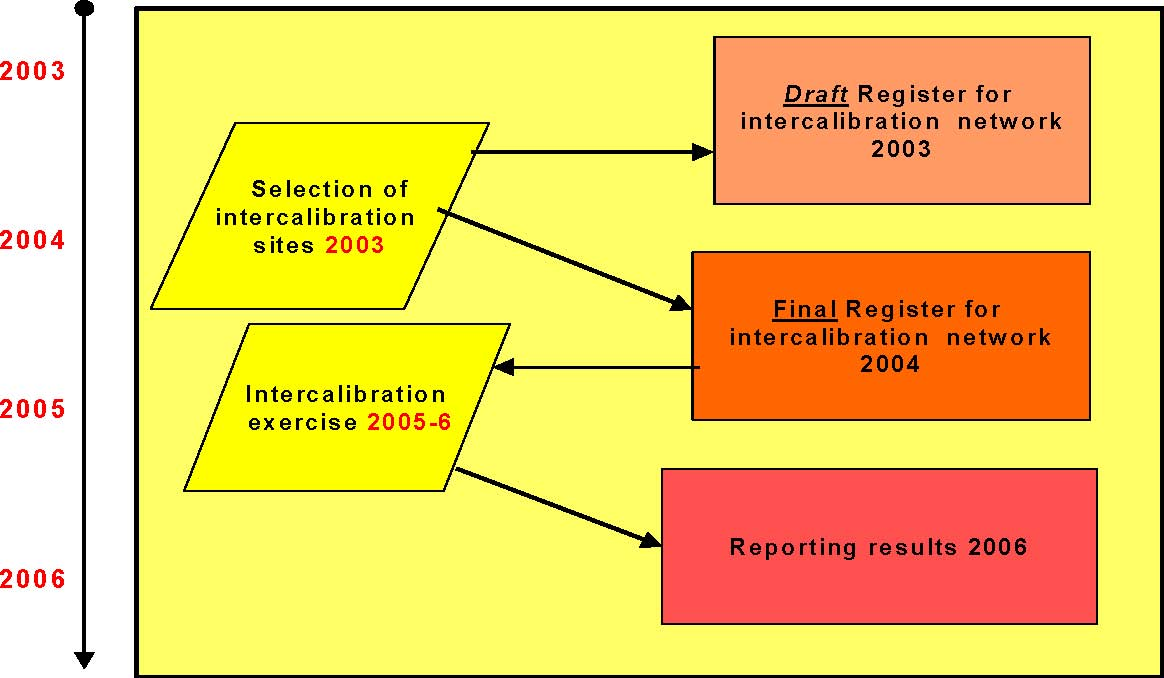 2003
Draft Register for
intercalibration network
2003
Selection of
intercalibration
sites 2003
2004
Final Register for
intercalibration network
2004
Intercalibration
exercise 2005-6
2005
Reporting results 2006
2006